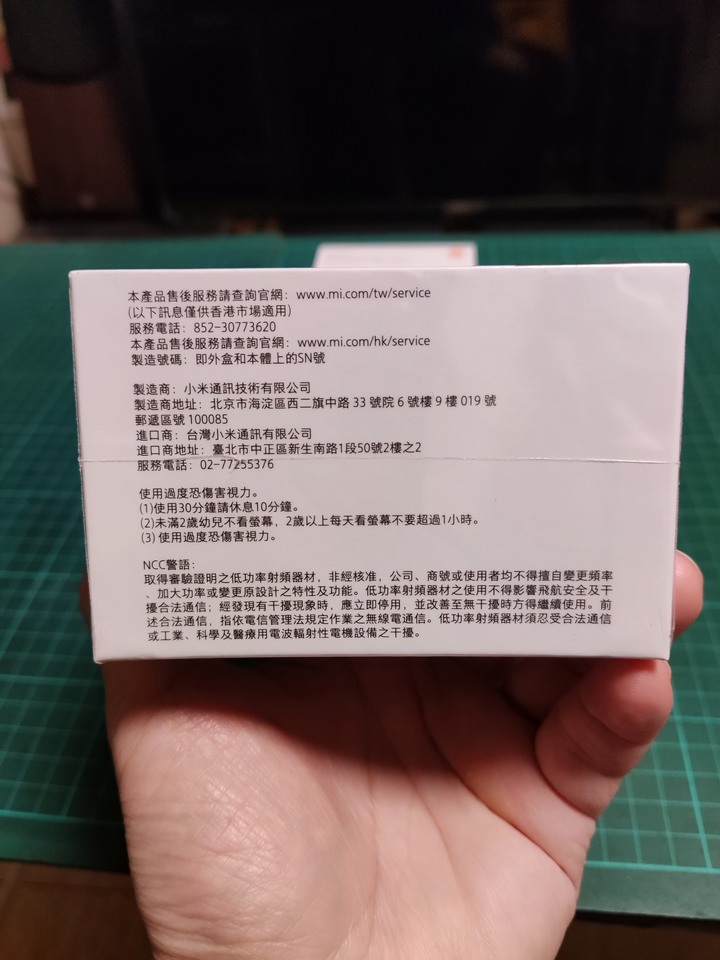 本產品售後服務請查詢官網：www.mi.com/tw/service
(以下訊息僅供香港市場適用)
服務電話：852-30773620
本產品售後服務請查詢官網：www.mi.com/hk/service
製造號碼：即外盒和本體上的SN號
製造商：小米通訊技術有限公司
製造商地址：北京市海淀區西二旗中路 33 號院 6 號樓 9 樓 019 號
郵遞區號 100085
進口商：台灣小米通訊有限公司
進口商地址：臺北市中正區新生南路1段50號2樓之2
服務電話：02-77255376
使用過度恐傷害視力。
(1)使用30分鐘請休息10分鐘。
(2)未滿2歲幼兒不看螢幕，2歲以上每天看螢幕不要超過1小時。
(3) 使用過度恐傷害視力。
NCC警語：
取得審驗證明之低功率射頻器材，非經核准，公司、商號或使用者均不得擅自變更頻率
、加大功率或變更原設計之特性及功能。低功率射頻器材之使用不得影響飛航安全及干
擾合法通信；經發現有干擾現象時，應立即停用，並改善至無干擾時方得繼續使用。前
述合法通信，指依電信管理法規定作業之無線電通信。低功率射頻器材須忍受合法通信
或工業、科學及醫療用電波輻射性電機設備之干擾。